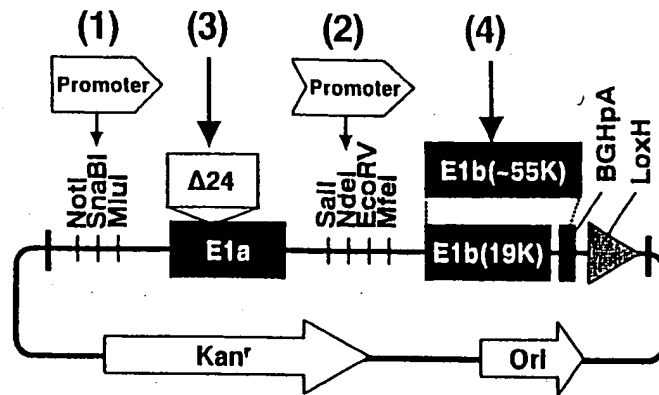 (1)
(3)
(2)
(4)
Promoter
Promoter
BGHpA
LoxH
NotI
SnaBI
MluI
Δ24
SalI
NdeI
EcoRV
MfeI
E1b(~55K)
E1a
E1b(19K)
Kanʳ
Ori